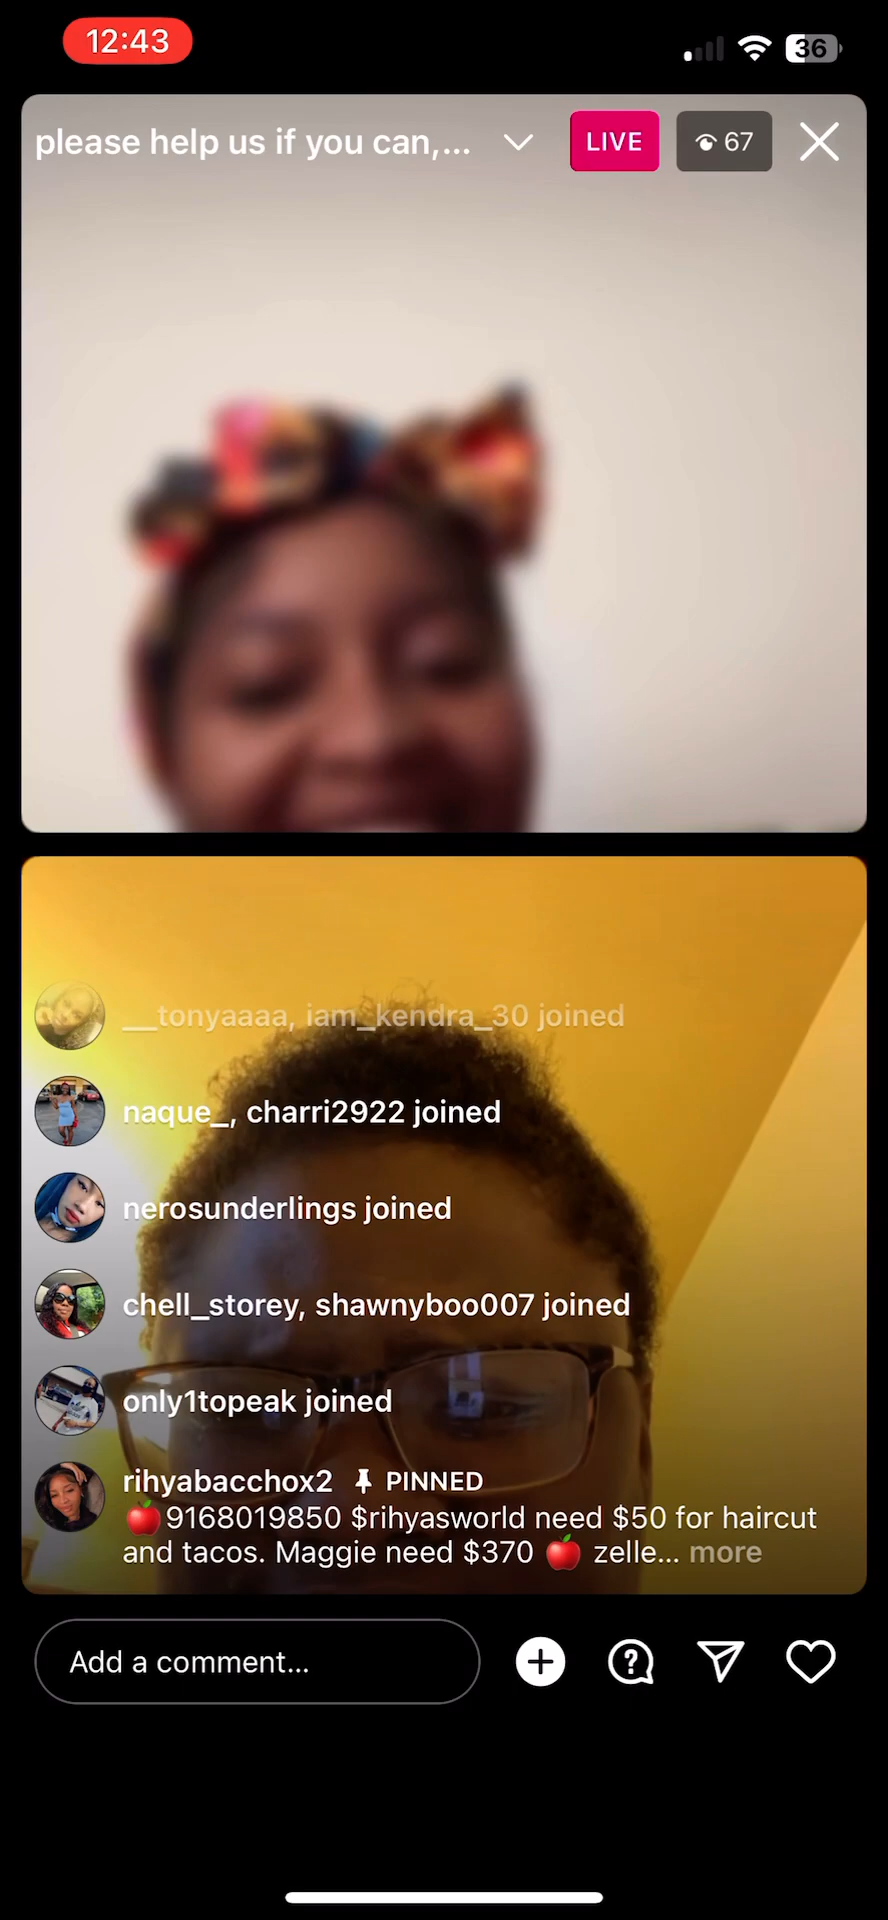 12:43
36
please help us if you can,...
LIVE
67
__tonyaaaa, iam_kendra_30 joined
naque_, charri2922 joined
nerosunderlings joined
chell_storey, shawnyboo007 joined
only1topeak joined
rihyabacchox2 PINNED
🍎9168019850 $rihyasworld need $50 for haircut
and tacos. Maggie need $370 🍎 zelle... more
Add a comment...